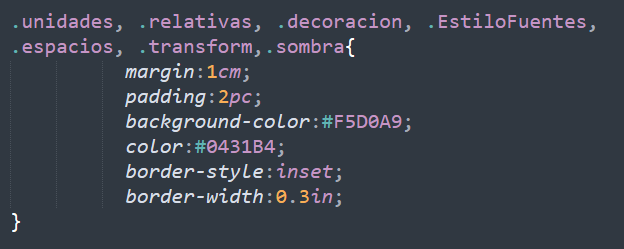 .unidades, .relativas, .decoracion, .EstiloFuentes,
.espacios, .transform,.sombra{
margin:1cm;
padding:2pc;
background-color:#F5D0A9;
color:#0431B4;
border-style:inset;
border-width:0.3in;
}